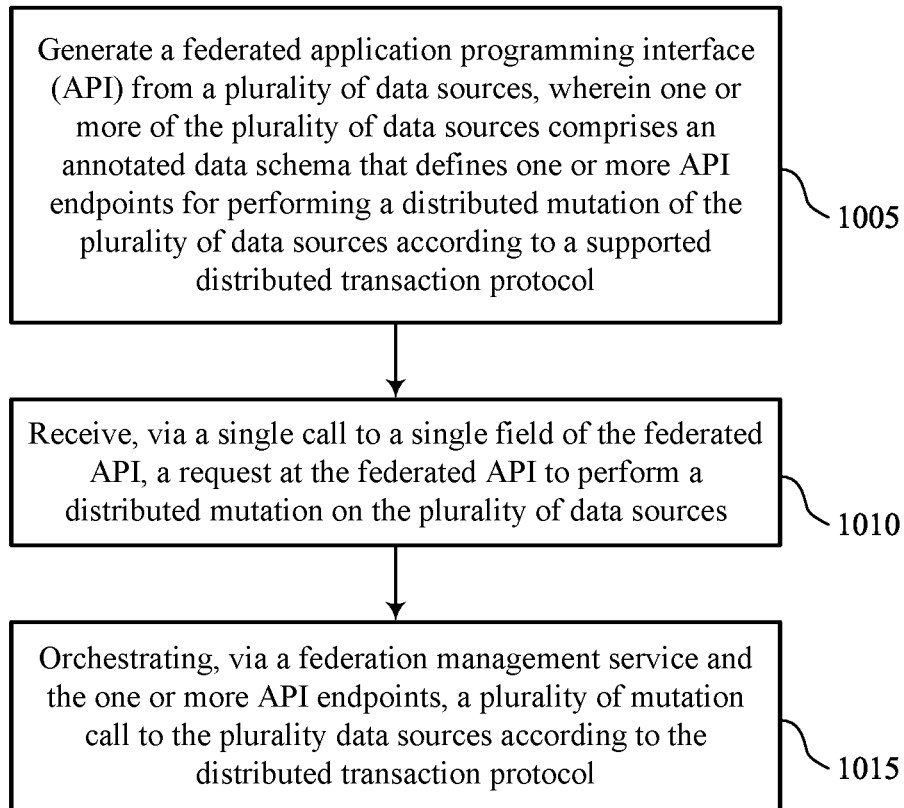 Generate a federated application programming interface
(API) from a plurality of data sources, wherein one or
more of the plurality of data sources comprises an
annotated data schema that defines one or more API
endpoints for performing a distributed mutation of the
plurality of data sources according to a supported
distributed transaction protocol
1005
Receive, via a single call to a single field of the federated
API, a request at the federated API to perform a
distributed mutation on the plurality of data sources
1010
Orchestrating, via a federation management service and
the one or more API endpoints, a plurality of mutation
call to the plurality data sources according to the
distributed transaction protocol
1015